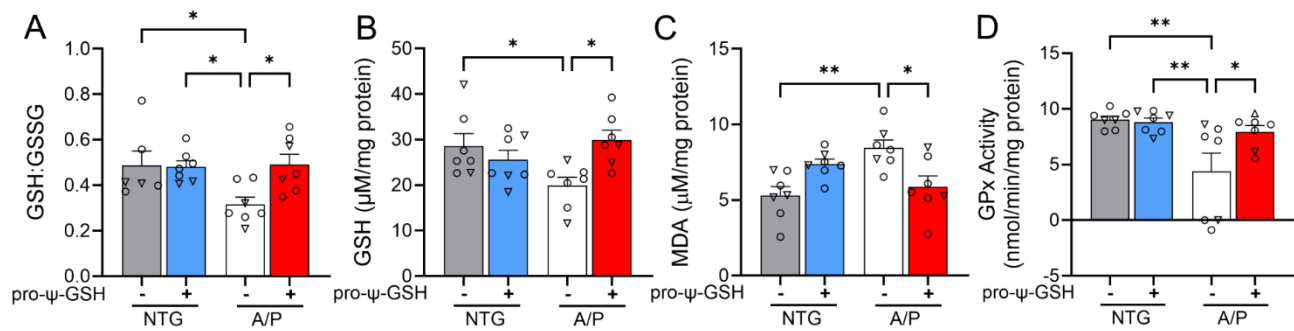 A
GSH:GSSG
1.0
0.8
0.6
0.4
0.2
0.0
*
*
*
pro-ψ-GSH
- + - +
NTG A/P
B
GSH (μM/mg protein)
50
40
30
20
10
0
*
*
pro-ψ-GSH
- + - +
NTG A/P
C
MDA (μM/mg protein)
15
10
5
0
**
*
pro-ψ-GSH
- + - +
NTG A/P
D
GPx Activity
(nmol/min/mg protein)
15
10
5
0
-5
**
**
*
pro-ψ-GSH
- + - +
NTG A/P